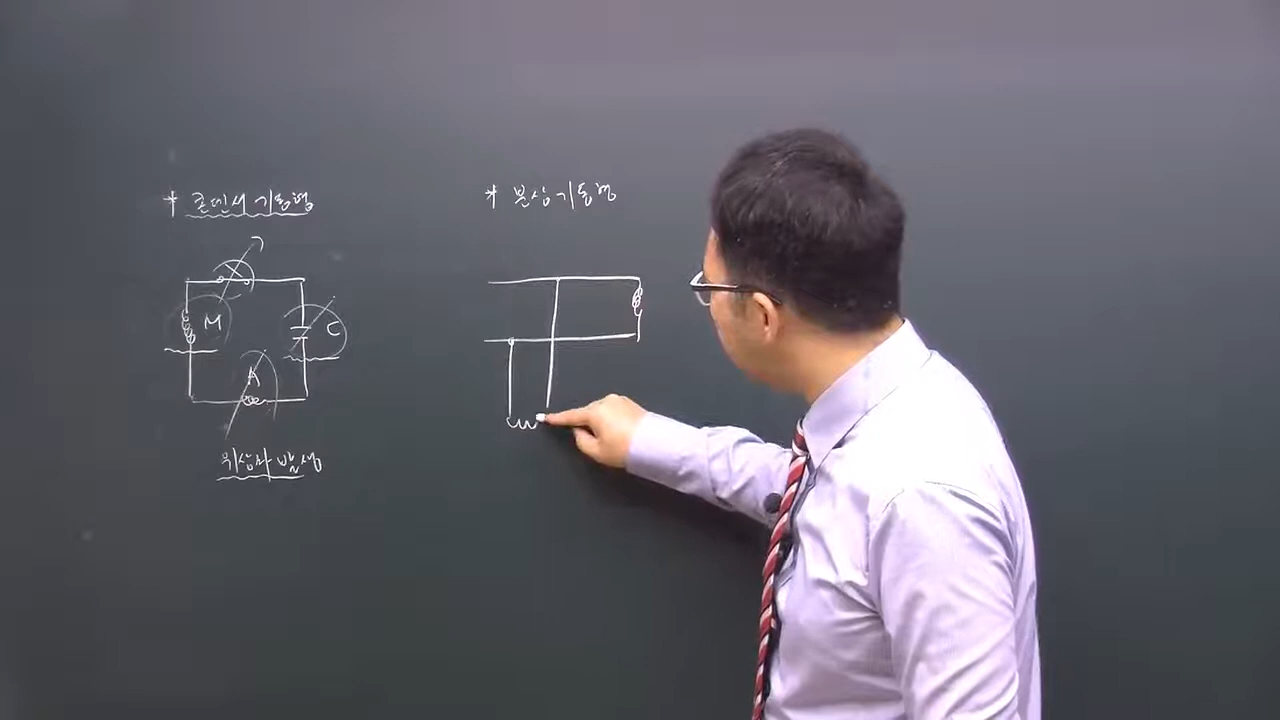 * 콘덴서 기동형
* 분상기동형
M
C
A
위상차 발생